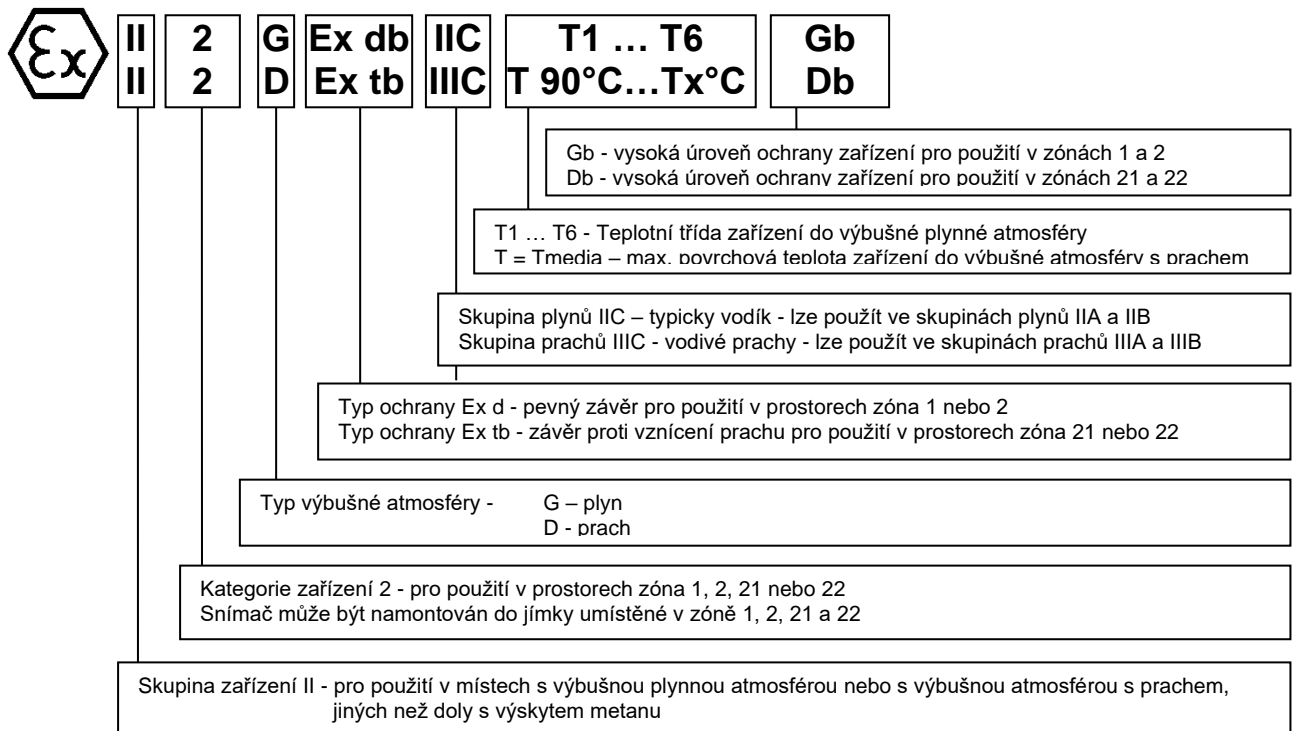 Ex II 2 G Ex db IIC T1 … T6 Gb
II 2 D Ex tb IIIC T 90°C…Tx°C Db
Gb - vysoká úroveň ochrany zařízení pro použití v zónách 1 a 2
Db - vysoká úroveň ochrany zařízení pro použití v zónách 21 a 22
T1 … T6 - Teplotní třída zařízení do výbušné plynné atmosféry
T = Tmedia – max. povrchová teplota zařízení do výbušné atmosféry s prachem
Skupina plynů IIC – typicky vodík - lze použít ve skupinách plynů IIA a IIB
Skupina prachů IIIC - vodivé prachy - lze použít ve skupinách prachů IIIA a IIIB
Typ ochrany Ex d - pevný závěr pro použití v prostorech zóna 1 nebo 2
Typ ochrany Ex tb - závěr proti vznícení prachu pro použití v prostorech zóna 21 nebo 22
Typ výbušné atmosféry - G – plyn
D - prach
Kategorie zařízení 2 - pro použití v prostorech zóna 1, 2, 21 nebo 22
Snímač může být namontován do jímky umístěné v zóně 1, 2, 21 a 22
Skupina zařízení II - pro použití v místech s výbušnou plynnou atmosférou nebo s výbušnou atmosférou s prachem,
jiných než doly s výskytem metanu